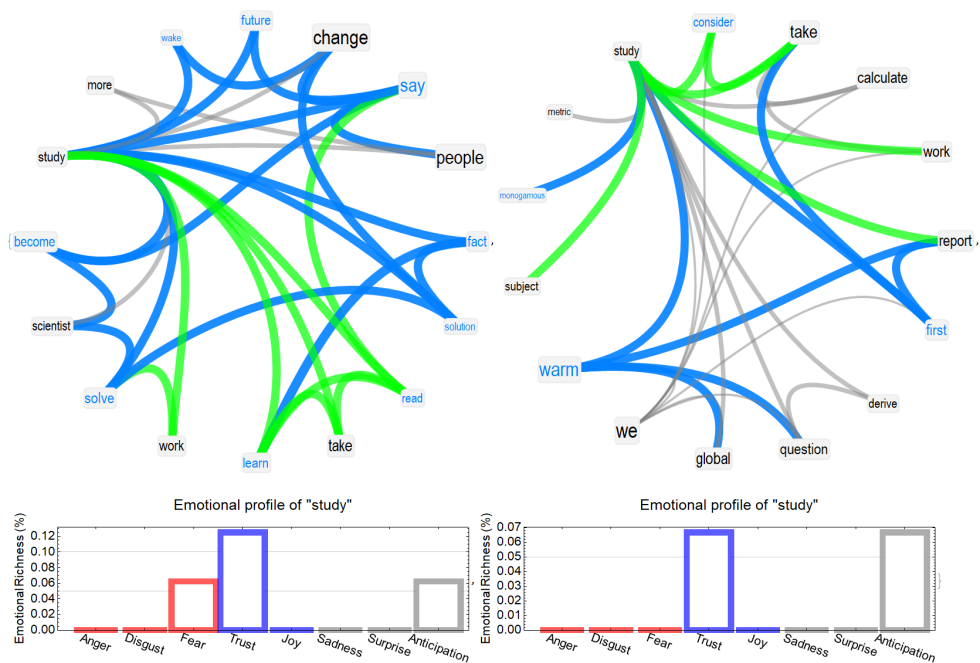 future
wake
change
more
say
study
people
{ become
fact ,
scientist
solution
solve
read
work
take
learn
consider
take
study
calculate
metric
work
monogamous
report ,
subject
first
warm
derive
we
question
global
Emotional profile of "study"
EmotionalRichness (%)
0.12
0.10
0.08
0.06
0.04
0.02
0.00
Anger Disgust Fear Trust Joy Sadness Surprise Anticipation
,
Emotional profile of "study"
EmotionalRichness (%)
0.07
0.06
0.05
0.04
0.03
0.02
0.01
0.00
Anger Disgust Fear Trust Joy Sadness Surprise Anticipation
}